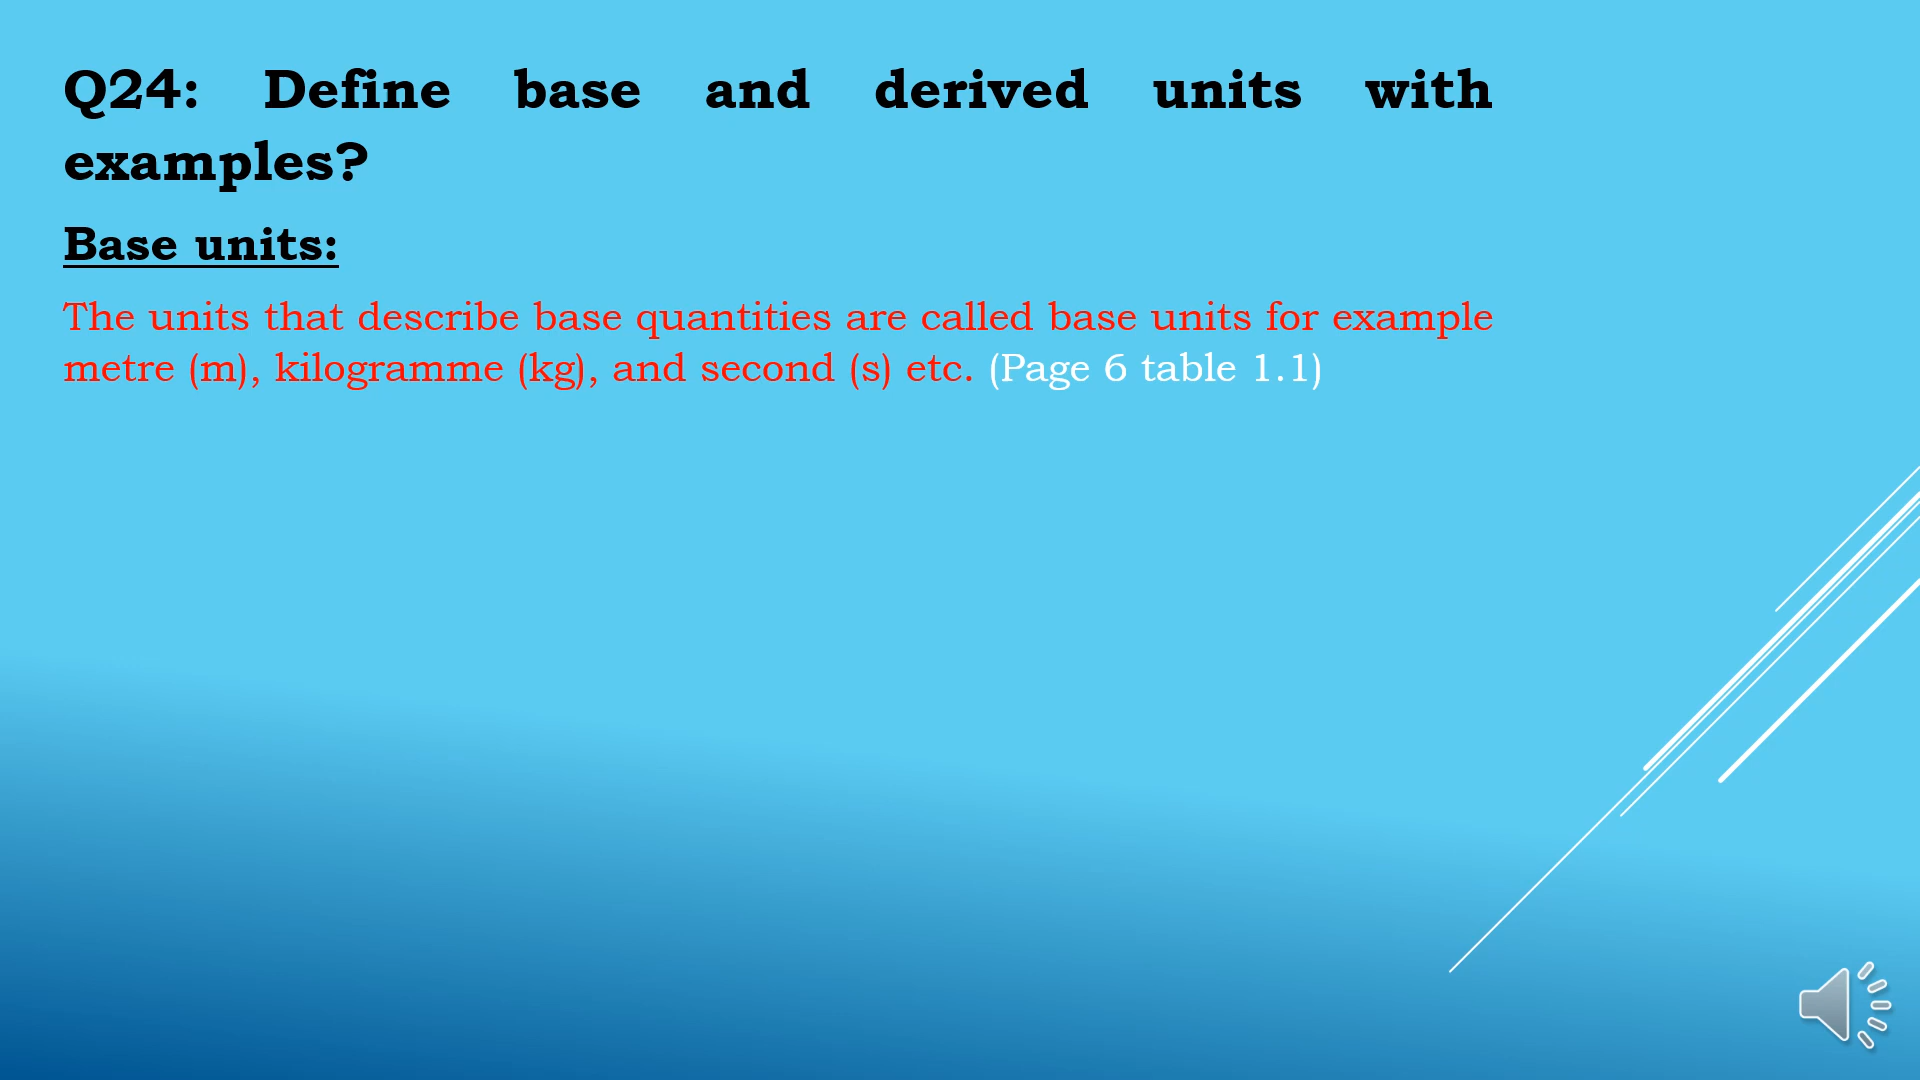 Q24: Define base and derived units with
examples?
Base units:
The units that describe base quantities are called base units for example
metre (m), kilogramme (kg), and second (s) etc. (Page 6 table 1.1)